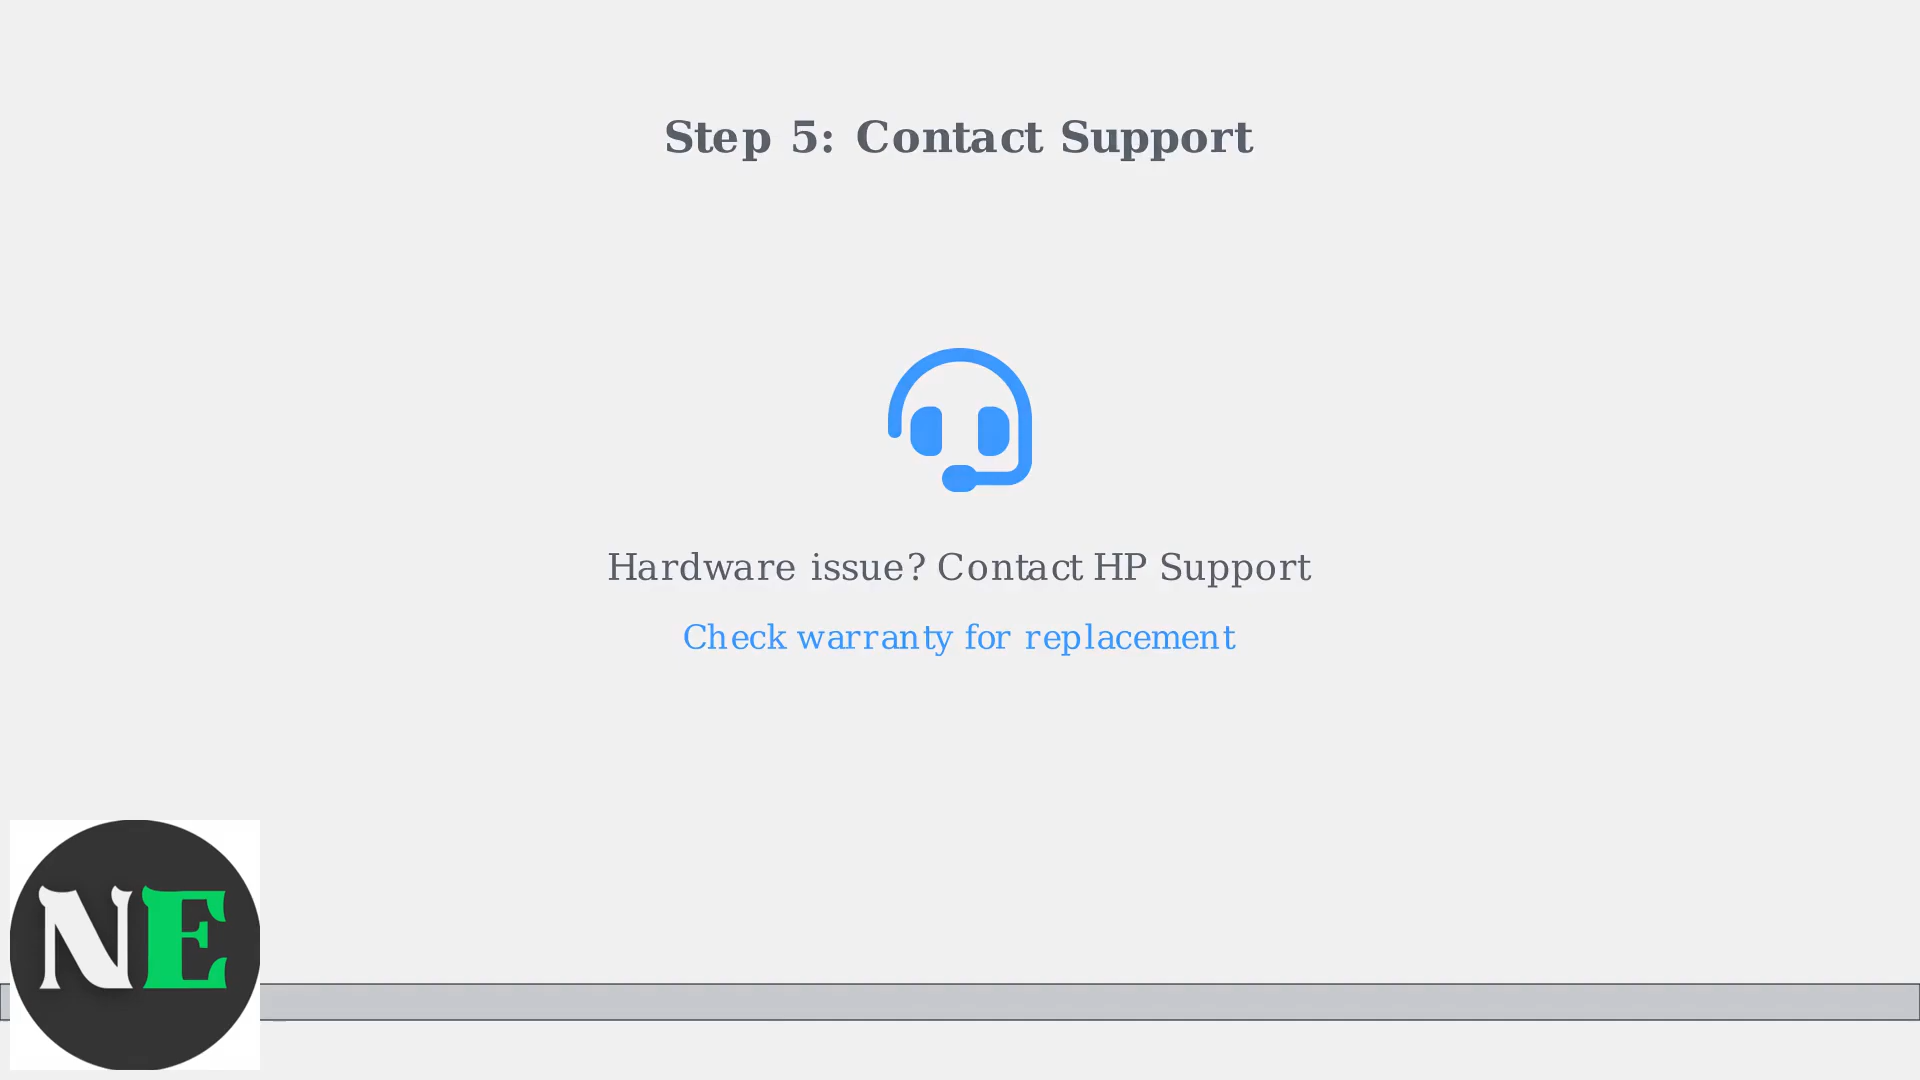 Step 5: Contact Support
Hardware issue? Contact HP Support
Check warranty for replacement
NE